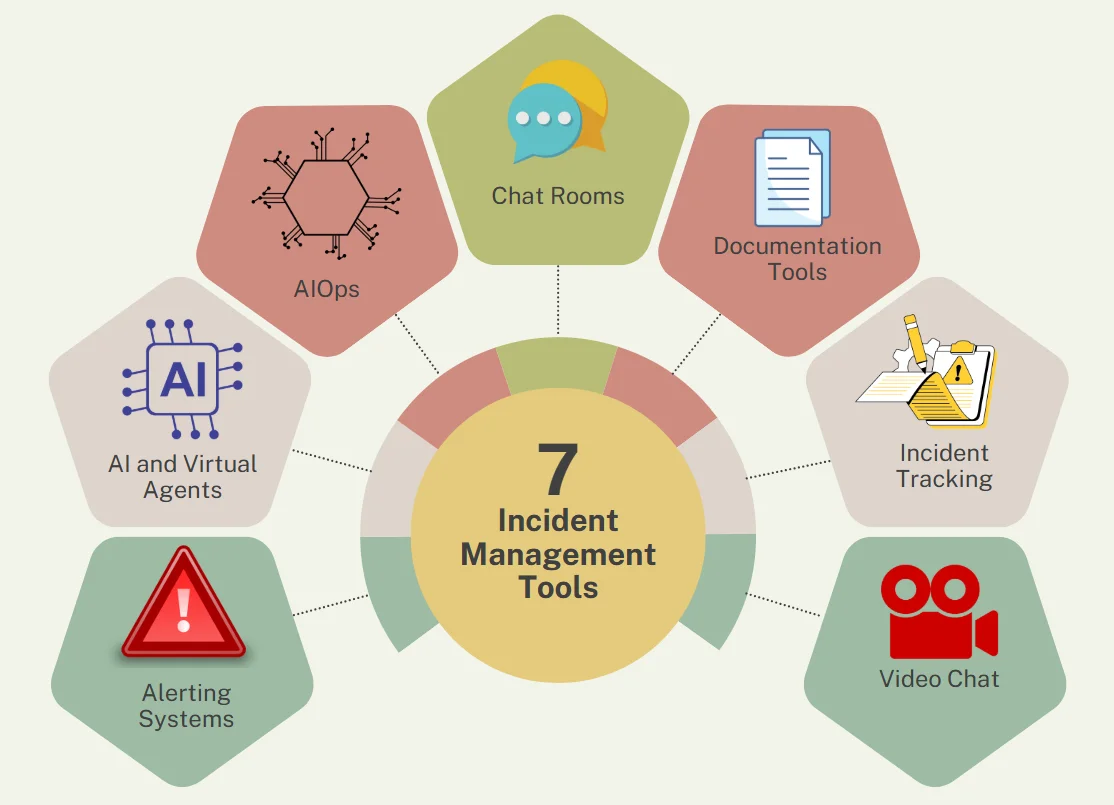 Chat Rooms
AIOps
Documentation
Tools
AI
AI and Virtual
Agents
Incident
Tracking
7
Incident
Management
Tools
Alerting
Systems
Video Chat